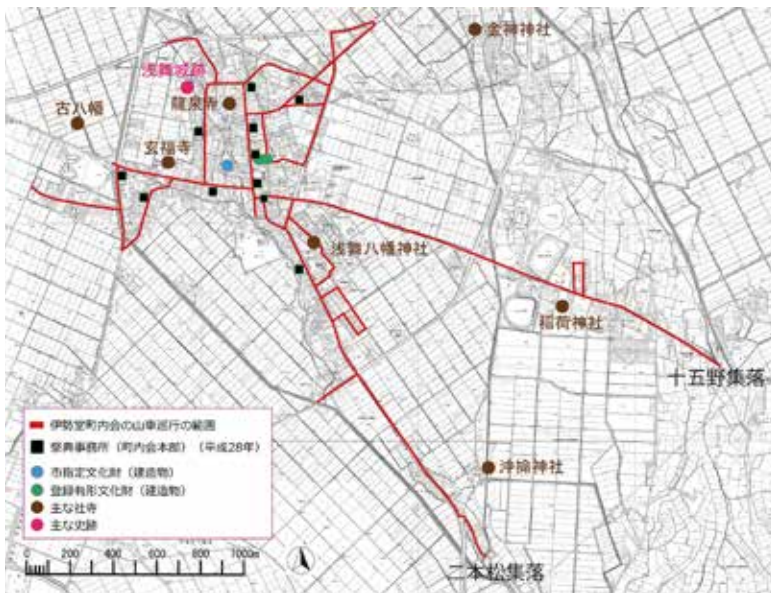 金神神社
浅舞城跡
龍泉寺
古八幡
玄福寺
浅舞八幡神社
稲荷神社
十五野集落
沖掵神社
二本松集落
伊勢堂町内会の山車巡行の範囲
祭典事務所（町内会本部）（平成28年）
市指定文化財（建造物）
登録有形文化財（建造物）
主な社寺
主な史跡
0 200 400 600 800 1000m